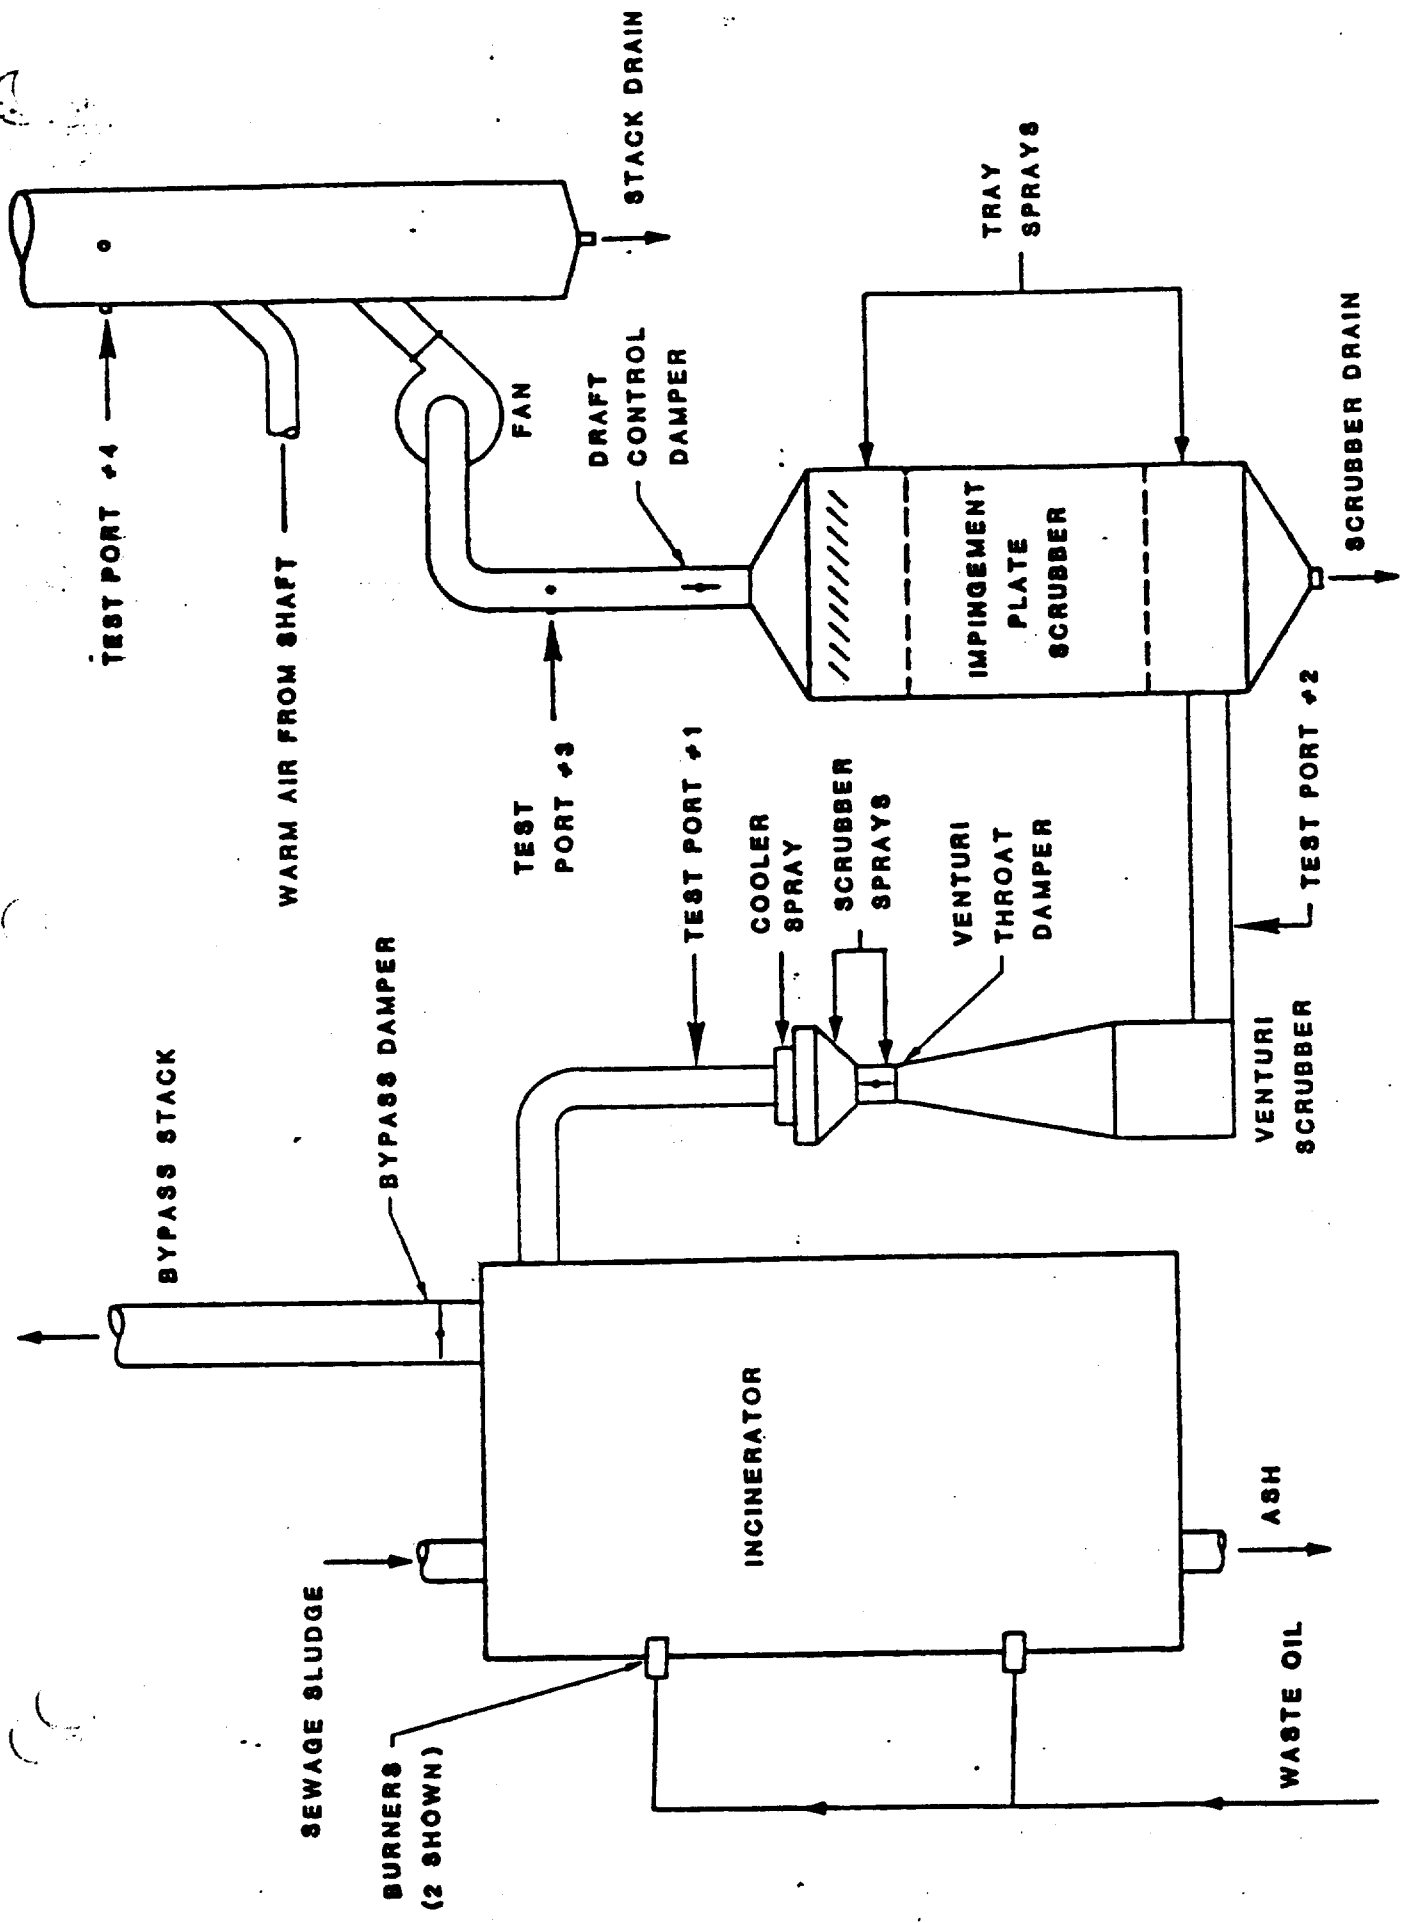 BYPASS STACK
SEWAGE SLUDGE
BYPASS DAMPER
BURNERS
(2 SHOWN)
INCINERATOR
WASTE OIL
ASH
TEST PORT #1
COOLER
SPRAY
SCRUBBER
SPRAYS
VENTURI
THROAT
DAMPER
VENTURI
SCRUBBER
TEST PORT #2
TEST PORT #4
WARM AIR FROM SHAFT
TEST
PORT #3
FAN
DRAFT
CONTROL
DAMPER
STACK DRAIN
IMPINGEMENT
PLATE
SCRUBBER
TRAY
SPRAYS
SCRUBBER DRAIN